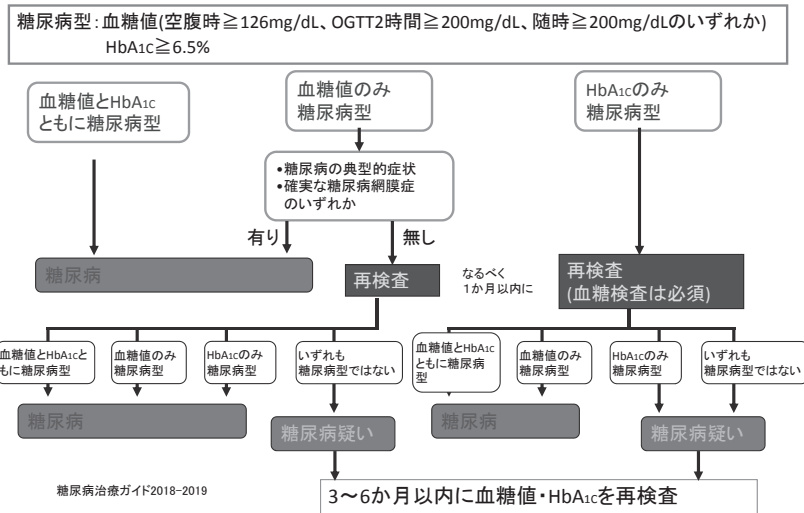 糖尿病型：血糖値(空腹時≧126mg/dL、OGTT2時間≧200mg/dL、随時≧200mg/dLのいずれか)
HbA1C≧6.5%
血糖値とHbA1C
ともに糖尿病型
血糖値のみ
糖尿病型
HbA1Cのみ
糖尿病型
•糖尿病の典型的症状
•確実な糖尿病網膜症
のいずれか
有り
無し
糖尿病
再検査
なるべく
1か月以内に
再検査
(血糖検査は必須)
血糖値とHbA1Cと
もに糖尿病型
血糖値のみ
糖尿病型
HbA1Cのみ
糖尿病型
いずれも
糖尿病型ではない
血糖値とHbA1C
ともに糖尿病
型
血糖値のみ
糖尿病型
HbA1Cのみ
糖尿病型
いずれも
糖尿病型ではない
糖尿病
糖尿病疑い
糖尿病
糖尿病疑い
糖尿病治療ガイド2018-2019
3～6か月以内に血糖値・HbA1Cを再検査